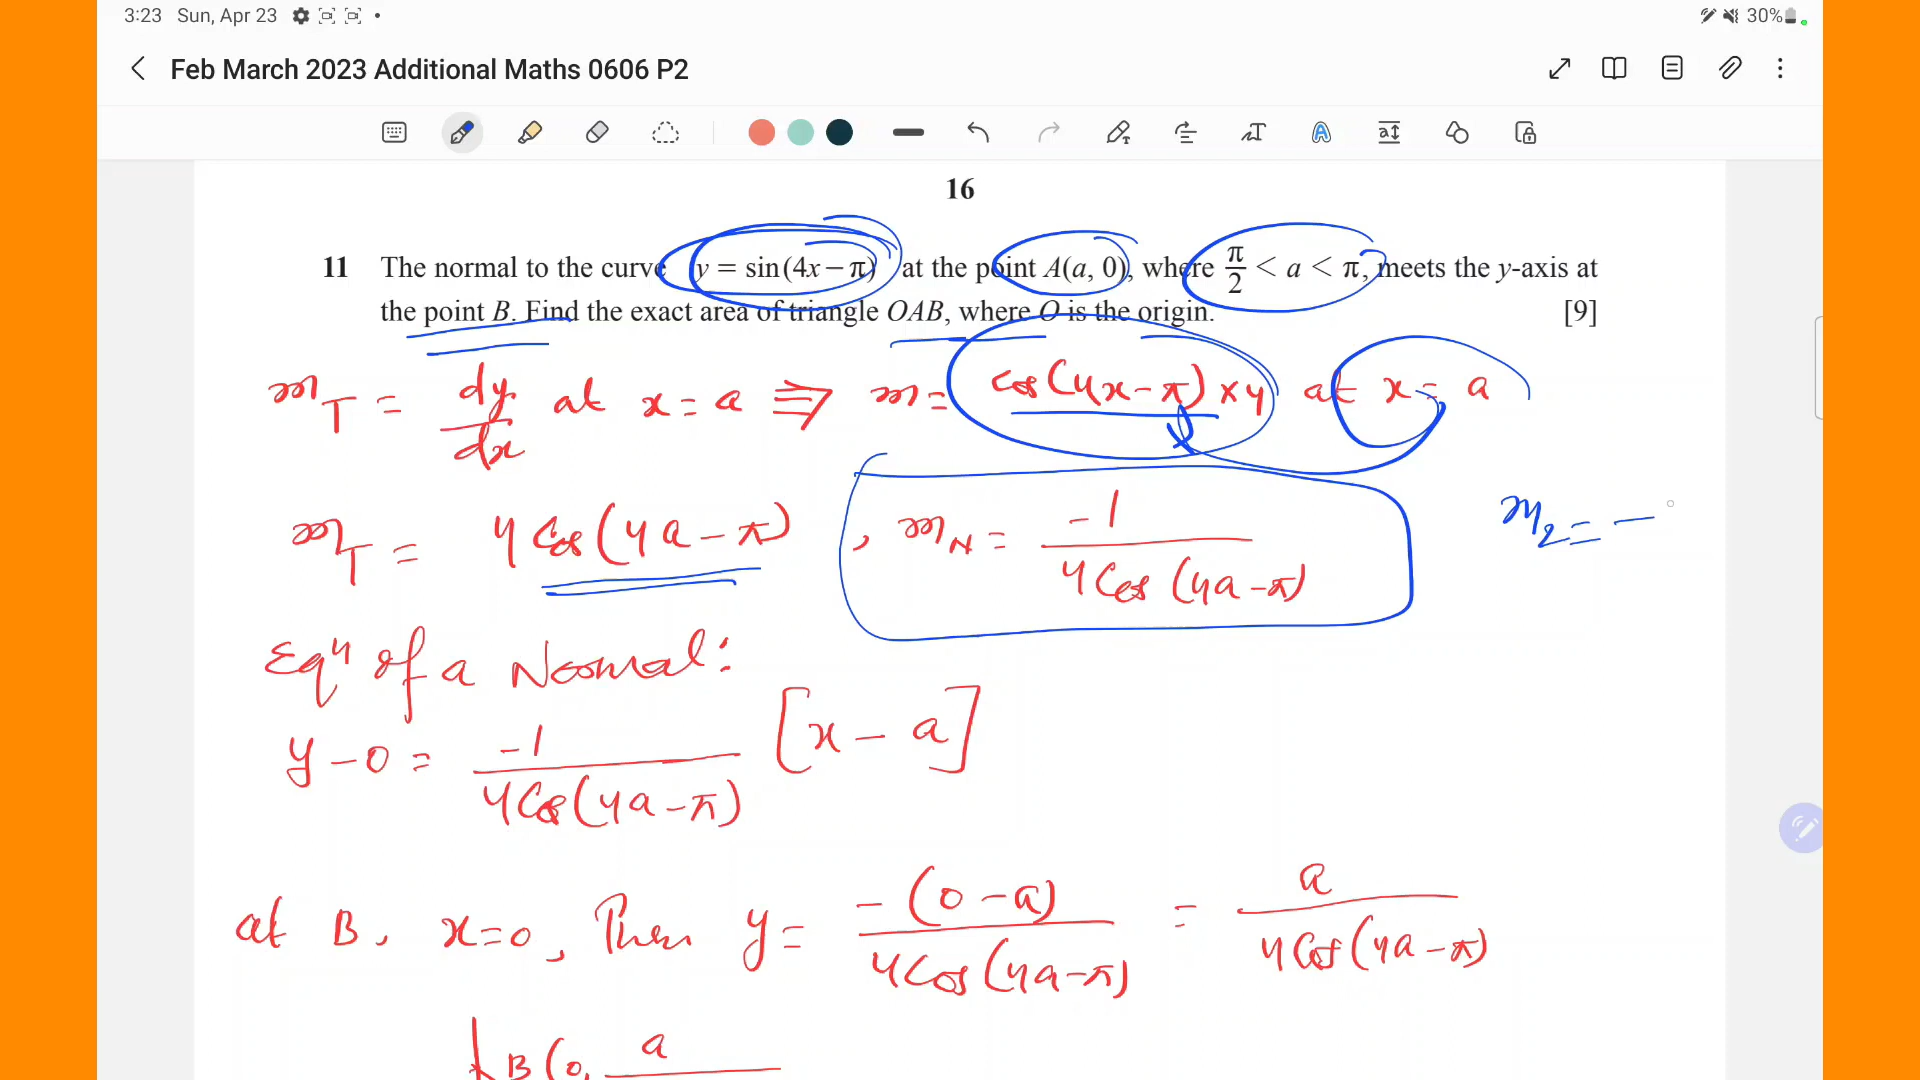 3:23 Sun, Apr 23 30%
Feb March 2023 Additional Maths 0606 P2
16
11 The normal to the curve y = sin(4x − π) at the point A(a, 0), where π/2 < a < π, meets the y-axis at
the point B. Find the exact area of triangle OAB, where O is the origin. [9]
m_T = dy/dx at x = a ⇒ m = cos(4x − π) × 4 at x = a
m_T = 4 cos(4a − π) , m_N = −1/(4 cos(4a − π)) m_2 = −
Eqn of a Normal:
y − 0 = −1/(4 cos(4a − π)) [x − a]
at B, x = 0, Then y = −(0 − a)/(4 cos(4a − π)) = a/(4 cos(4a − π))
B(0, a